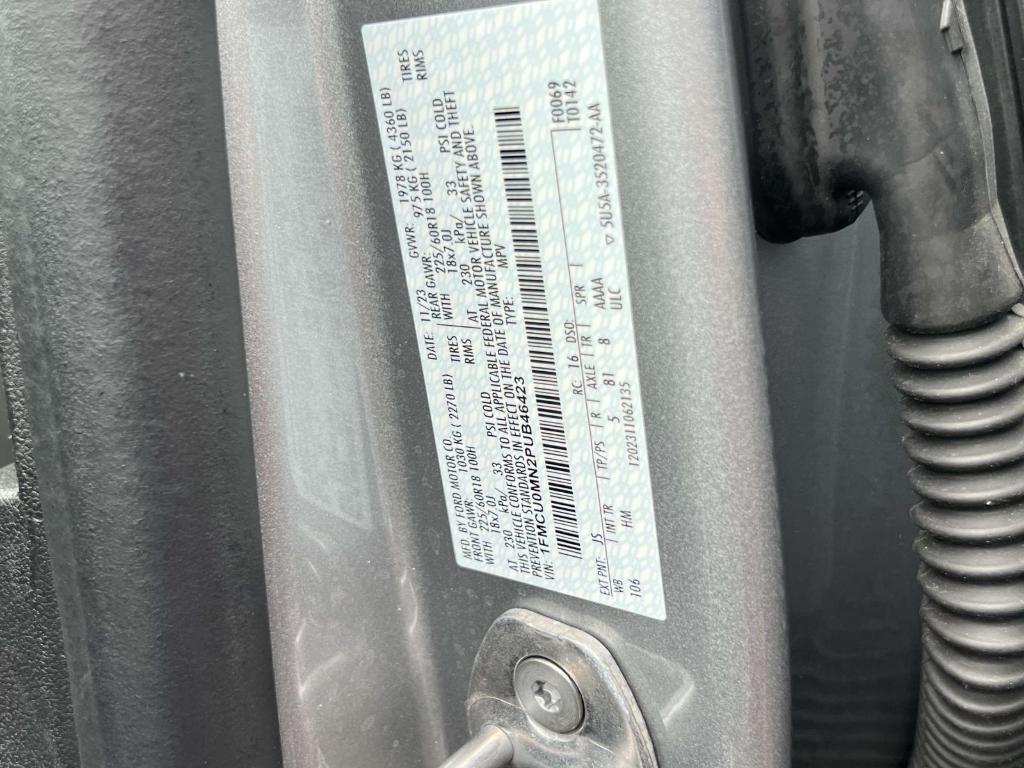 MFD. BY FORD MOTOR CO.
DATE: 11/23 GVWR: 1978 KG ( 4360 LB)
FRONT GAWR: 1030 KG ( 2270 LB) REAR GAWR: 975 KG ( 2150 LB)
WITH 225/60R18 100H TIRES WITH 225/60R18 100H TIRES
18x7.0J RIMS 18x7.0J RIMS
AT 230 kPa/ 33 PSI COLD AT 230 kPa/ 33 PSI COLD
THIS VEHICLE CONFORMS TO ALL APPLICABLE FEDERAL MOTOR VEHICLE SAFETY AND THEFT
PREVENTION STANDARDS IN EFFECT ON THE DATE OF MANUFACTURE SHOWN ABOVE.
VIN: 1FMCU0MN2PUB46423 TYPE: MPV
F0069
T0142
EXT PNT: JS RC: 16 DSO:
WB INT TR TP/PS R AXLE TR SPR
106 HM 5 81 8 AAAA
1202311062135 ULC
5U5A-3520472-AA